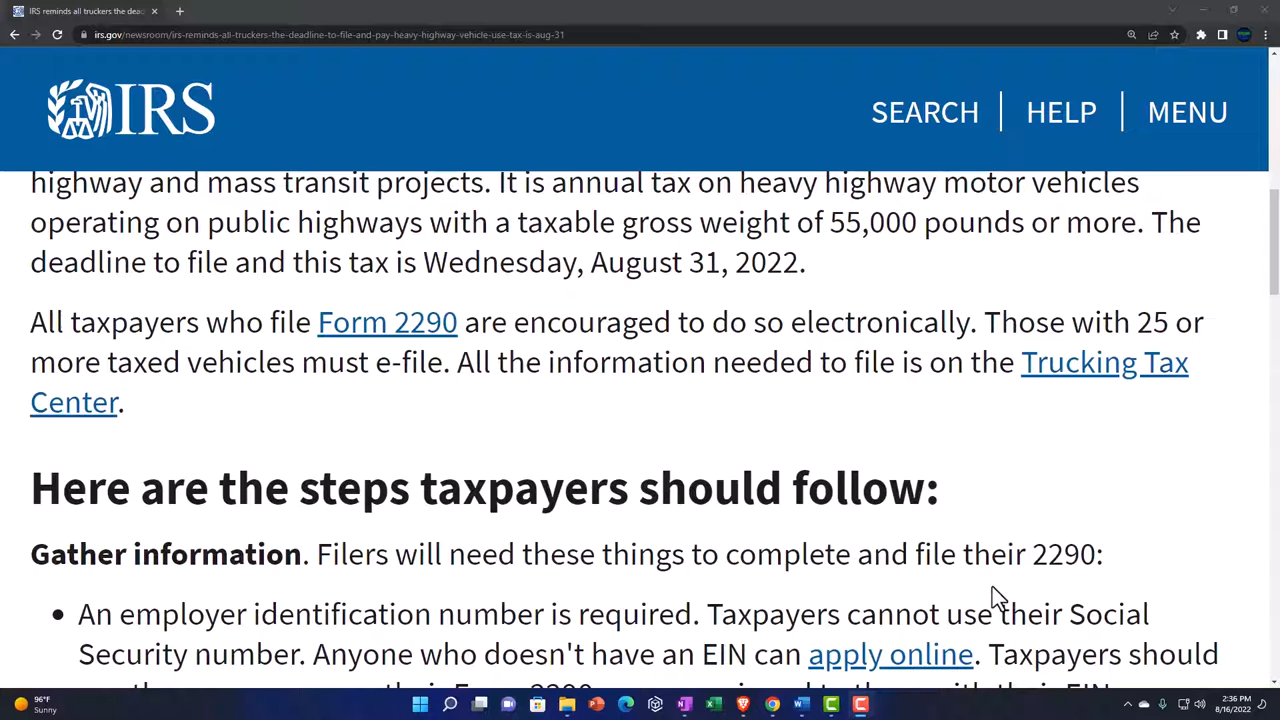 IRS reminds all truckers the dea
irs.gov/newsroom/irs-reminds-all-truckers-the-deadline-to-file-and-pay-heavy-highway-vehicle-use-tax-is-aug-31
IRS
SEARCH | HELP | MENU
highway and mass transit projects. It is annual tax on heavy highway motor vehicles
operating on public highways with a taxable gross weight of 55,000 pounds or more. The
deadline to file and this tax is Wednesday, August 31, 2022.
All taxpayers who file Form 2290 are encouraged to do so electronically. Those with 25 or
more taxed vehicles must e-file. All the information needed to file is on the Trucking Tax
Center.
Here are the steps taxpayers should follow:
Gather information. Filers will need these things to complete and file their 2290:
• An employer identification number is required. Taxpayers cannot use their Social
Security number. Anyone who doesn't have an EIN can apply online. Taxpayers should
96°F
Sunny
2:36 PM
8/16/2022